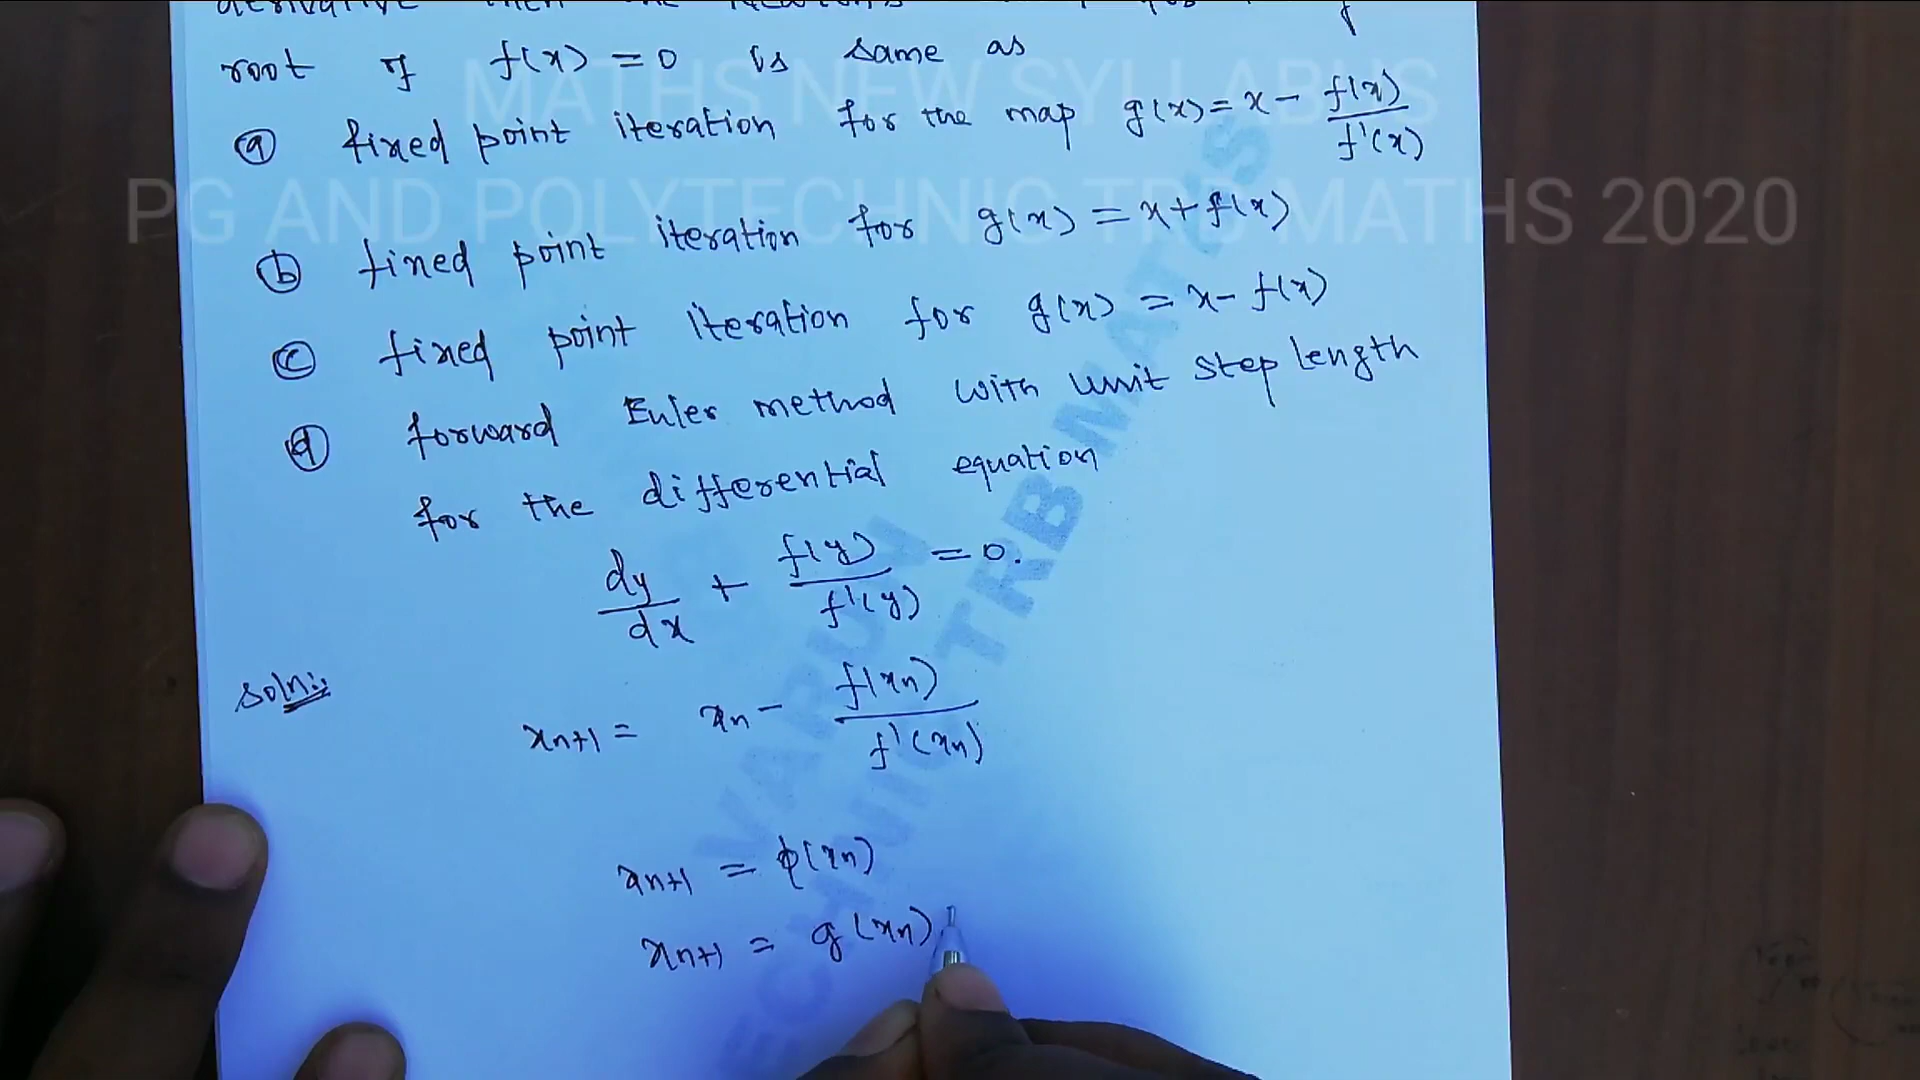 root of f(x) = 0 is same as
(a) fixed point iteration for the map g(x) = x - f(x)/f'(x)
(b) fixed point iteration for g(x) = x + f(x)
(c) fixed point iteration for g(x) = x - f(x)
(d) forward Euler method with unit step length
for the differential equation
dy/dx + f(y)/f'(y) = 0.
Soln:
xn+1 = xn - f(xn)/f'(xn)
xn+1 = φ(xn)
xn+1 = g(xn)
MATHS NEW SYLLABUS
PG AND POLYTECHNIC TRB MATHS 2020